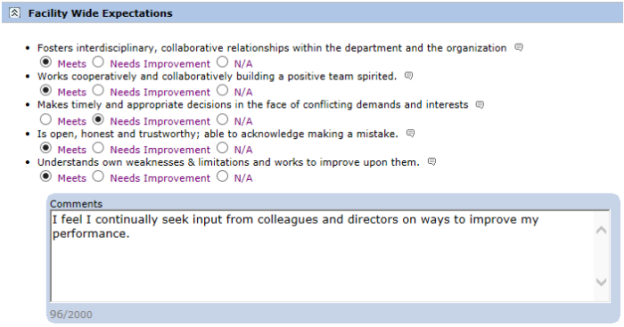 Facility Wide Expectations
• Fosters interdisciplinary, collaborative relationships within the department and the organization
Meets Needs Improvement N/A
• Works cooperatively and collaboratively building a positive team spirited.
Meets Needs Improvement N/A
• Makes timely and appropriate decisions in the face of conflicting demands and interests
Meets Needs Improvement N/A
• Is open, honest and trustworthy; able to acknowledge making a mistake.
Meets Needs Improvement N/A
• Understands own weaknesses & limitations and works to improve upon them.
Meets Needs Improvement N/A
Comments
I feel I continually seek input from colleagues and directors on ways to improve my
performance.
96/2000